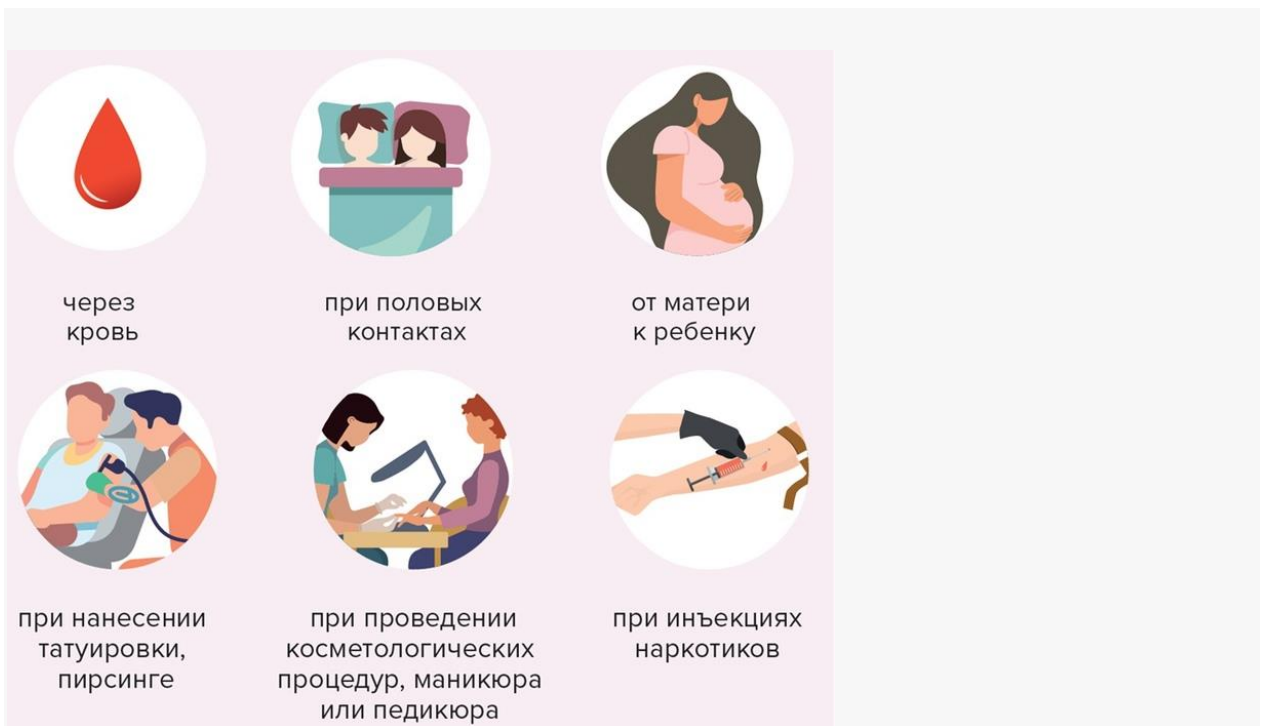 через
кровь
при половых
контактах
от матери
к ребенку
при нанесении
татуировки,
пирсинге
при проведении
косметологических
процедур, маникюра
или педикюра
при инъекциях
наркотиков